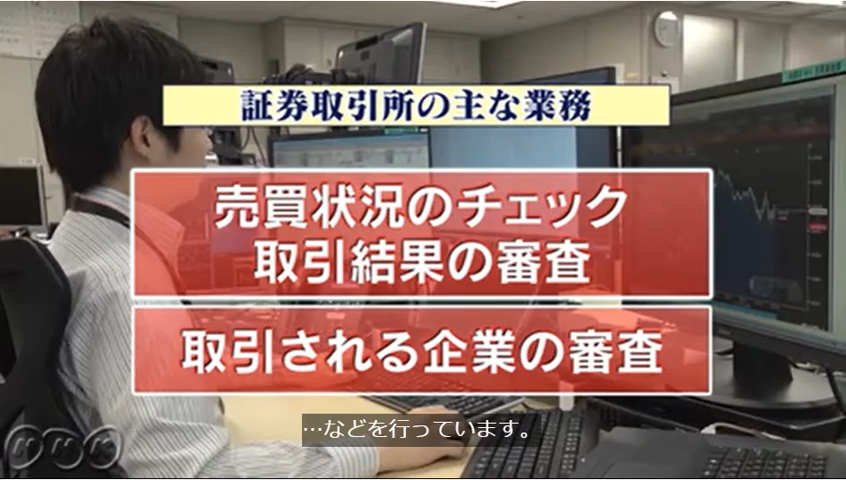 証券取引所の主な業務
売買状況のチェック
取引結果の審査
取引される企業の審査
…などを行っています。
NHK